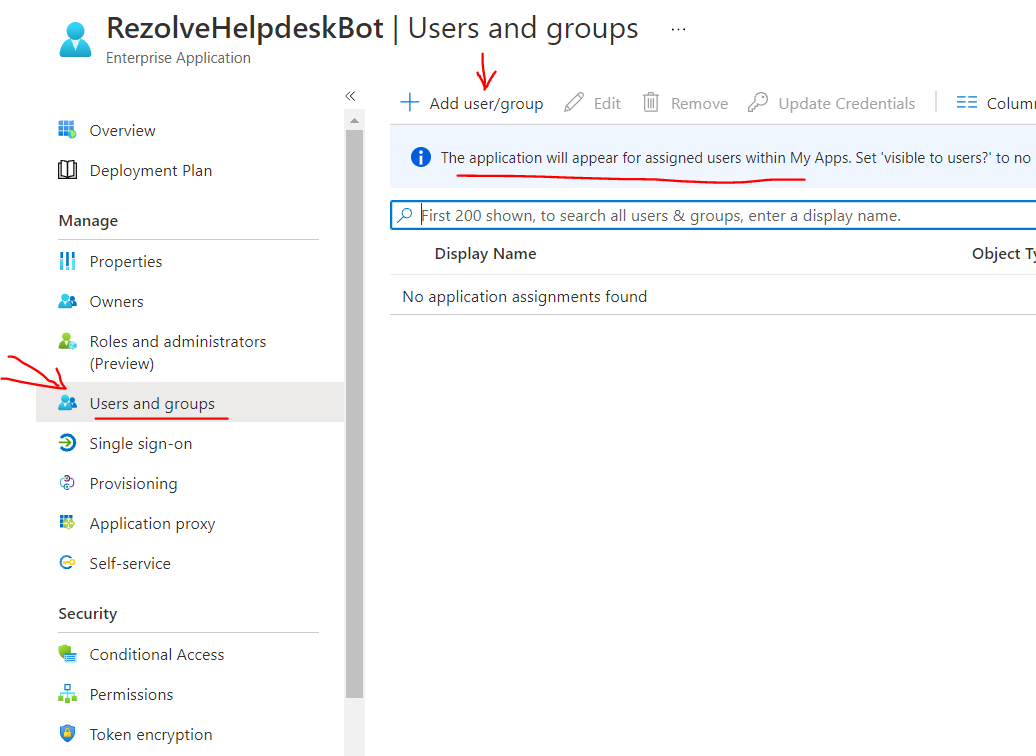 RezolveHelpdeskBot | Users and groups ...
Enterprise Application
Overview
Deployment Plan
Manage
Properties
Owners
Roles and administrators
(Preview)
Users and groups
Single sign-on
Provisioning
Application proxy
Self-service
Security
Conditional Access
Permissions
Token encryption
Add user/group Edit Remove Update Credentials Colum
The application will appear for assigned users within My Apps. Set 'visible to users?' to no
First 200 shown, to search all users & groups, enter a display name.
Display Name Object Ty
No application assignments found